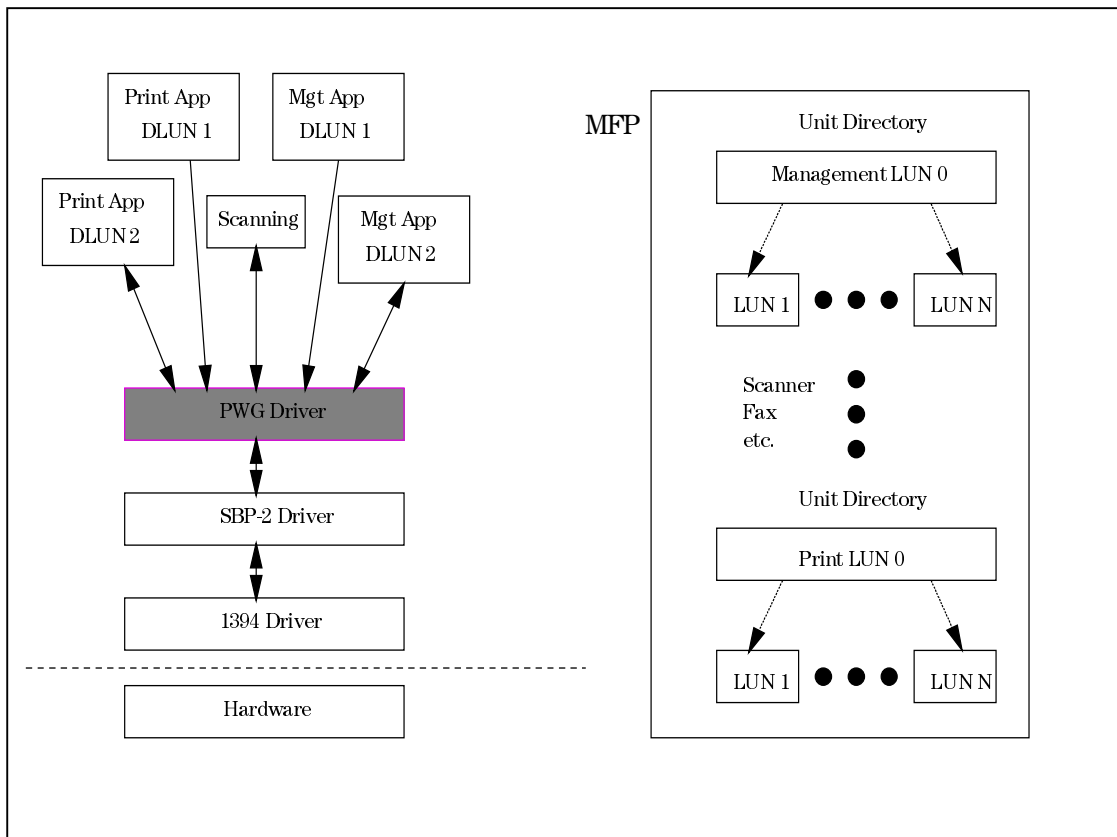 Print App
DLUN 1
Mgt App
DLUN 1
Print App
DLUN 2
Scanning
Mgt App
DLUN 2
PWG Driver
SBP-2 Driver
1394 Driver
Hardware
MFP
Unit Directory
Management LUN 0
LUN 1
LUN N
Scanner
Fax
etc.
Unit Directory
Print LUN 0
LUN 1
LUN N